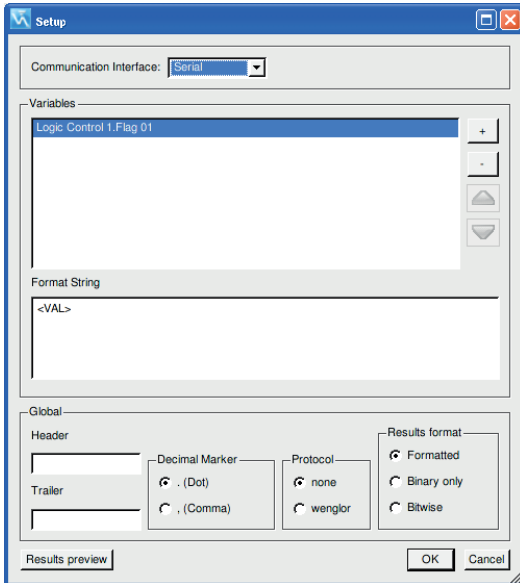 Setup
Communication Interface: Serial
Variables
Logic Control 1.Flag 01
+
-
Format String
<VAL>
Global
Header
Trailer
Decimal Marker
. (Dot)
, (Comma)
Protocol
none
wenglor
Results format
Formatted
Binary only
Bitwise
Results preview
OK
Cancel